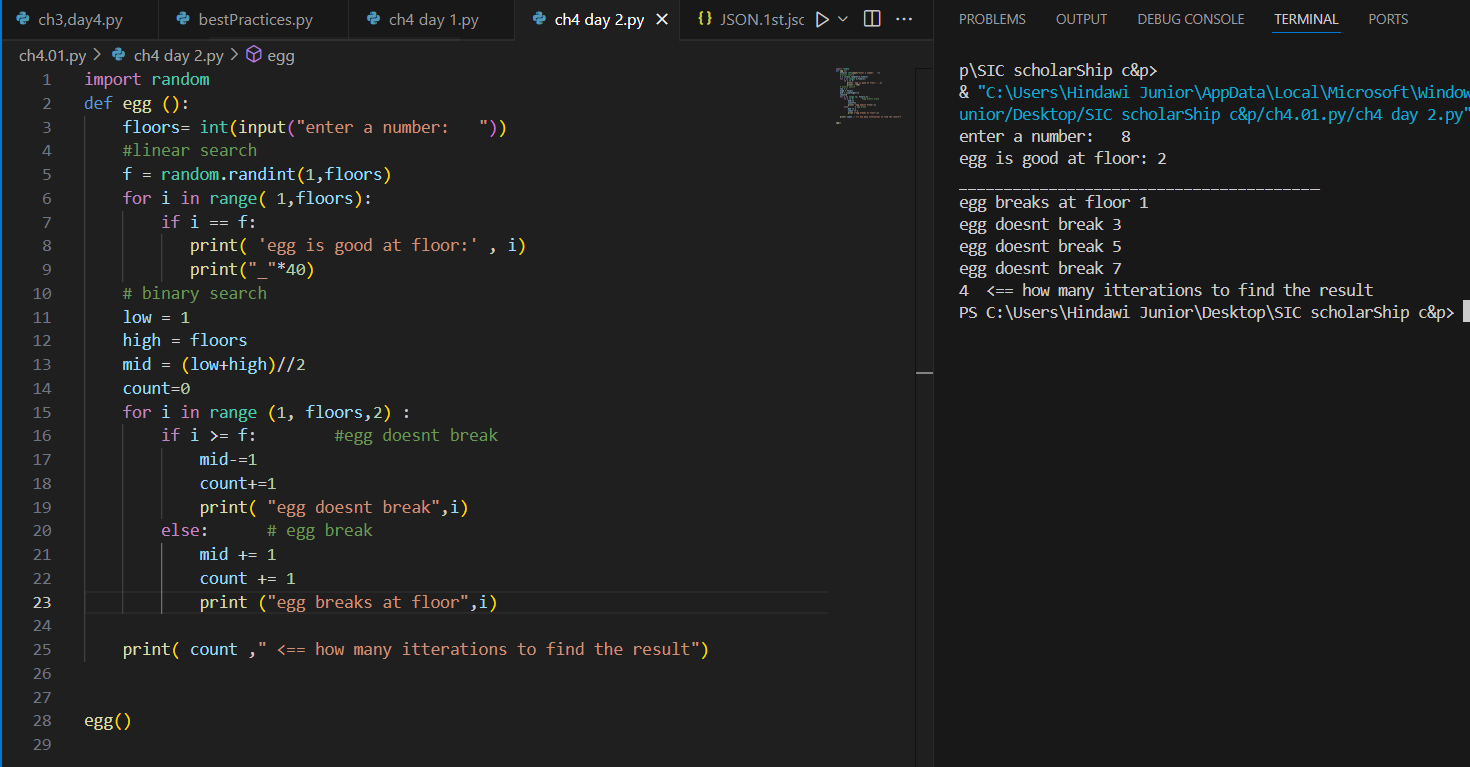 ch3,day4.py bestPractices.py ch4 day 1.py ch4 day 2.py JSON.1st.jsc
ch4.01.py > ch4 day 2.py > egg
1 import random
2 def egg ():
3 floors= int(input("enter a number:   "))
4 #linear search
5 f = random.randint(1,floors)
6 for i in range( 1,floors):
7 if i == f:
8 print( 'egg is good at floor:' , i)
9 print("_"*40)
10 # binary search
11 low = 1
12 high = floors
13 mid = (low+high)//2
14 count=0
15 for i in range (1, floors,2) :
16 if i >= f:        #egg doesnt break
17 mid-=1
18 count+=1
19 print( "egg doesnt break",i)
20 else:      # egg break
21 mid += 1
22 count += 1
23 print ("egg breaks at floor",i)
24
25 print( count ," <== how many itterations to find the result")
26
27
28 egg()
29
PROBLEMS OUTPUT DEBUG CONSOLE TERMINAL PORTS
p\SIC scholarShip c&p>
& "C:\Users\Hindawi Junior\AppData\Local\Microsoft\Window
unior/Desktop/SIC scholarShip c&p/ch4.01.py/ch4 day 2.py"
enter a number:   8
egg is good at floor: 2
________________________________________
egg breaks at floor 1
egg doesnt break 3
egg doesnt break 5
egg doesnt break 7
4  <== how many itterations to find the result
PS C:\Users\Hindawi Junior\Desktop\SIC scholarShip c&p>